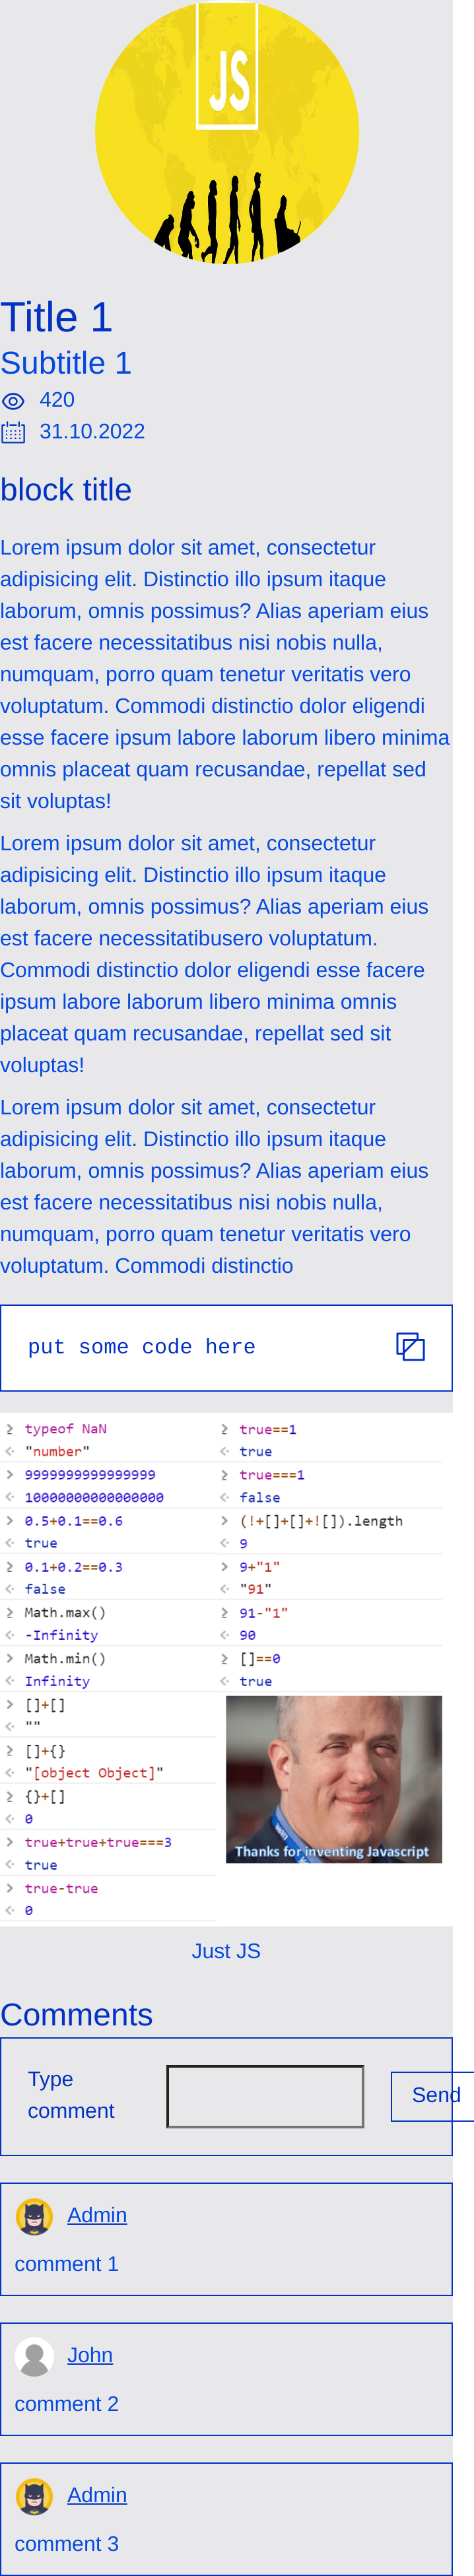 JS
Title 1
Subtitle 1
420
31.10.2022
block title
Lorem ipsum dolor sit amet, consectetur
adipisicing elit. Distinctio illo ipsum itaque
laborum, omnis possimus? Alias aperiam eius
est facere necessitatibus nisi nobis nulla,
numquam, porro quam tenetur veritatis vero
voluptatum. Commodi distinctio dolor eligendi
esse facere ipsum labore laborum libero minima
omnis placeat quam recusandae, repellat sed
sit voluptas!
Lorem ipsum dolor sit amet, consectetur
adipisicing elit. Distinctio illo ipsum itaque
laborum, omnis possimus? Alias aperiam eius
est facere necessitatibusero voluptatum.
Commodi distinctio dolor eligendi esse facere
ipsum labore laborum libero minima omnis
placeat quam recusandae, repellat sed sit
voluptas!
Lorem ipsum dolor sit amet, consectetur
adipisicing elit. Distinctio illo ipsum itaque
laborum, omnis possimus? Alias aperiam eius
est facere necessitatibus nisi nobis nulla,
numquam, porro quam tenetur veritatis vero
voluptatum. Commodi distinctio
put some code here
> typeof NaN
< "number"
> 9999999999999999
< 10000000000000000
> 0.5+0.1==0.6
< true
> 0.1+0.2==0.3
< false
> Math.max()
< -Infinity
> Math.min()
< Infinity
> []+[]
< ""
> []+{}
< "[object Object]"
> {}+[]
< 0
> true+true+true===3
< true
> true-true
< 0
> true==1
< true
> true===1
< false
> (!+[]+[]+![]).length
< 9
> 9+"1"
< "91"
> 91-"1"
< 90
> []==0
< true
Thanks for inventing Javascript
Just JS
Comments
Type
comment
Send
Admin
comment 1
John
comment 2
Admin
comment 3